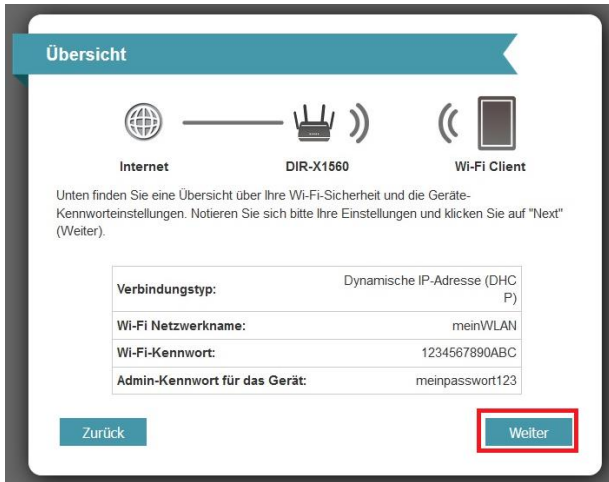 Übersicht
Internet
DIR-X1560
Wi-Fi Client
Unten finden Sie eine Übersicht über Ihre Wi-Fi-Sicherheit und die Geräte-
Kennworteinstellungen. Notieren Sie sich bitte Ihre Einstellungen und klicken Sie auf "Next"
(Weiter).
Verbindungstyp: Dynamische IP-Adresse (DHC
P)
Wi-Fi Netzwerkname: meinWLAN
Wi-Fi-Kennwort: 1234567890ABC
Admin-Kennwort für das Gerät: meinpasswort123
Zurück
Weiter